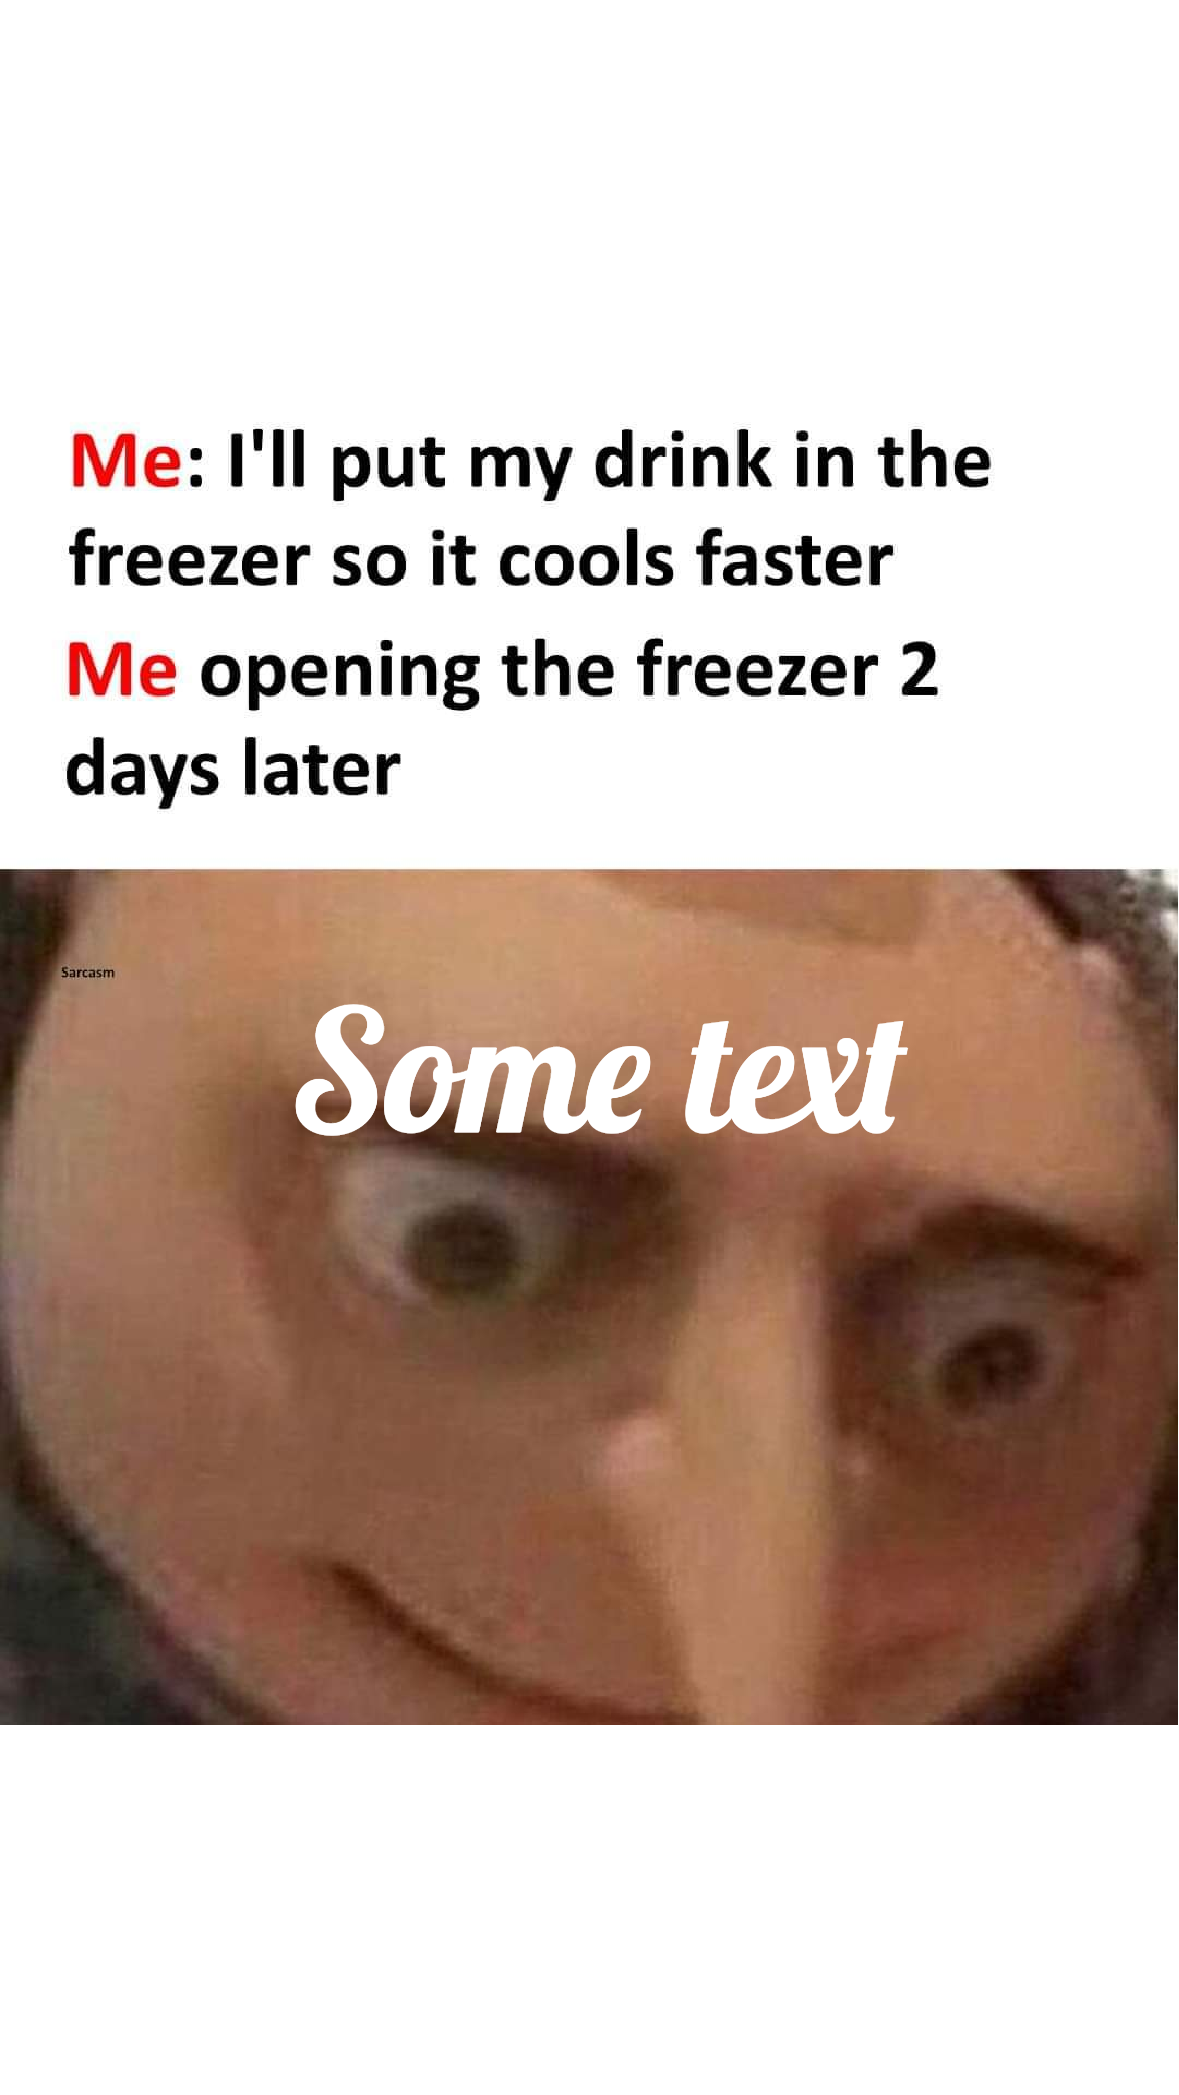 Me: I'll put my drink in the
freezer so it cools faster
Me opening the freezer 2
days later
Sarcasm
Some text